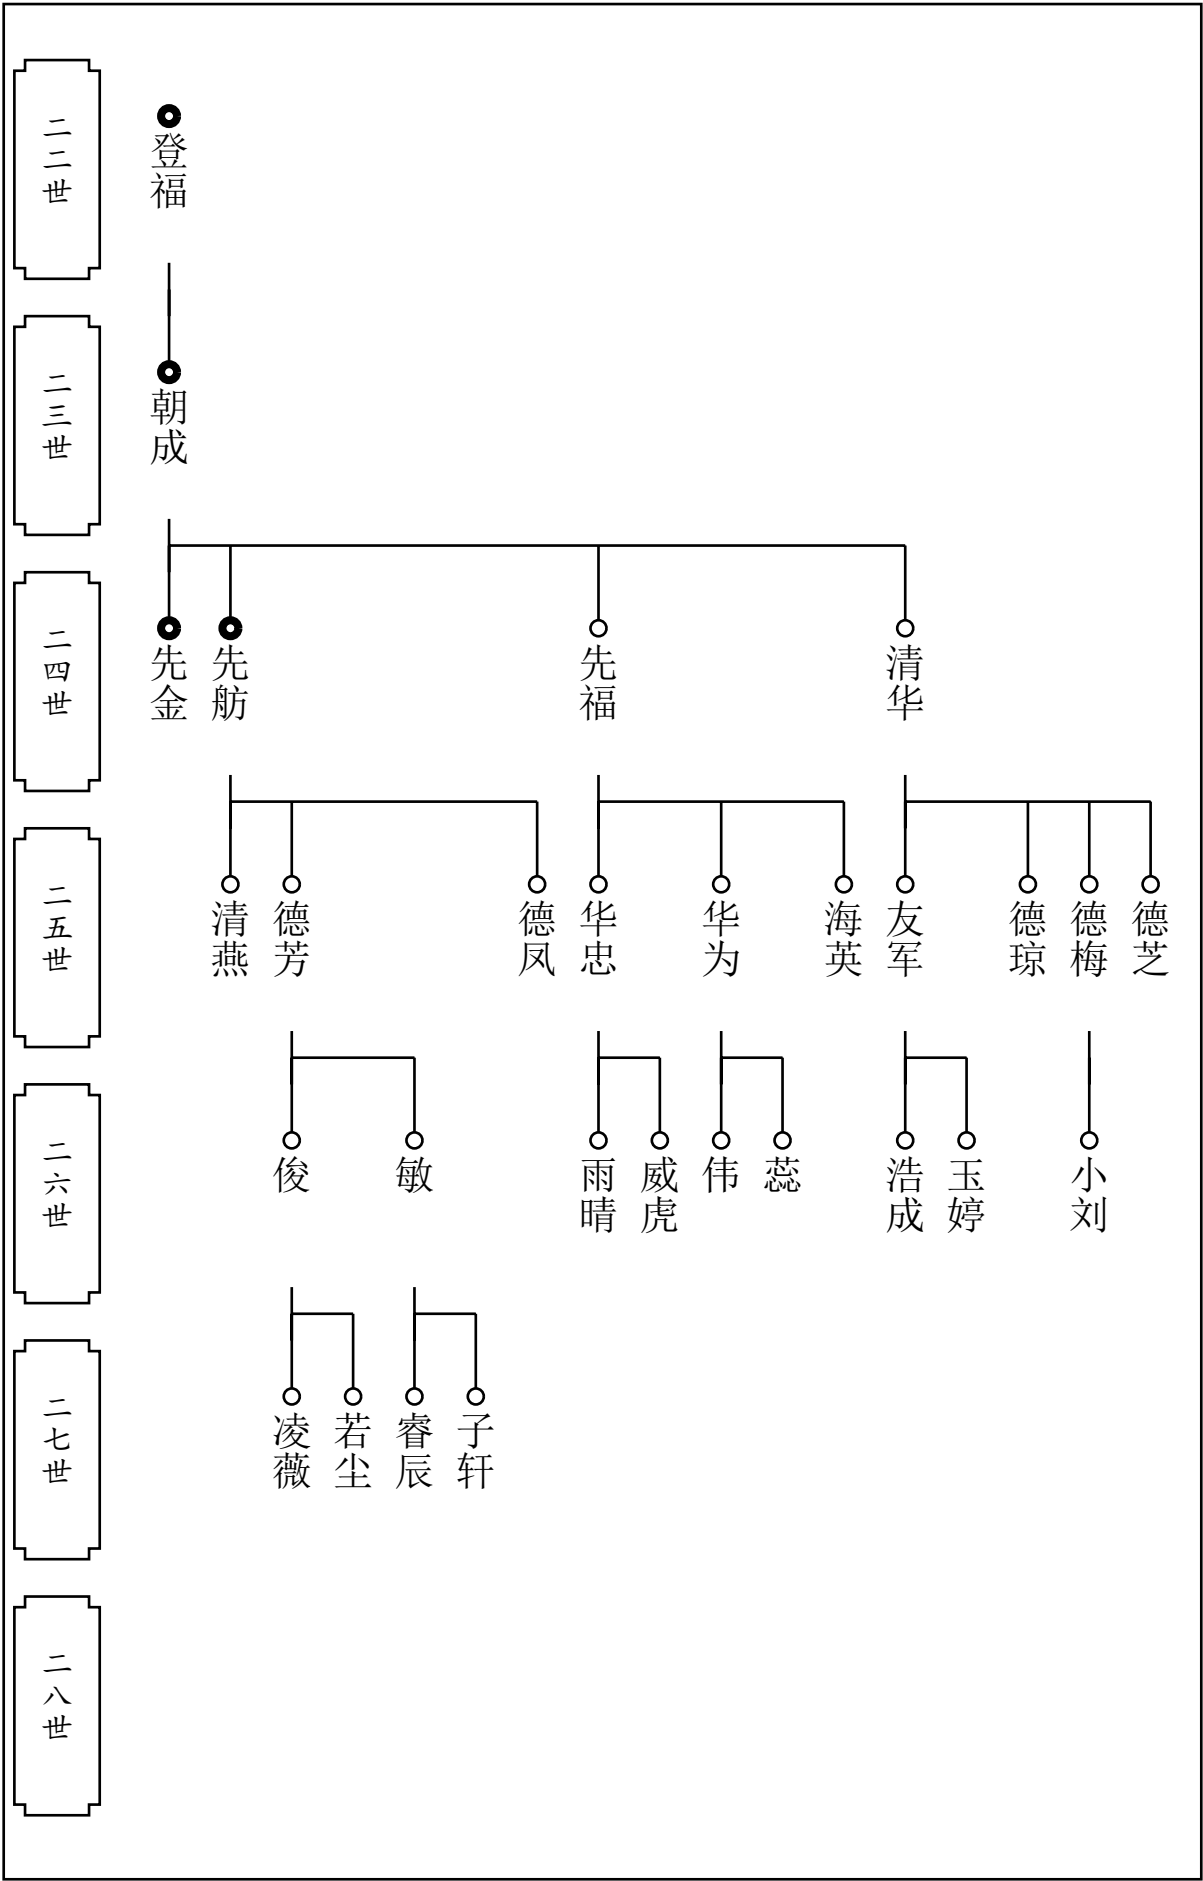 二二世
登福
二三世
朝成
二四世
先金
先舫
先福
清华
二五世
清燕
德芳
德凤
华忠
华为
海英
友军
德琼
德梅
德芝
二六世
俊
敏
雨晴
威虎
伟
蕊
浩成
玉婷
小刘
二七世
凌薇
若尘
睿辰
子轩
二八世